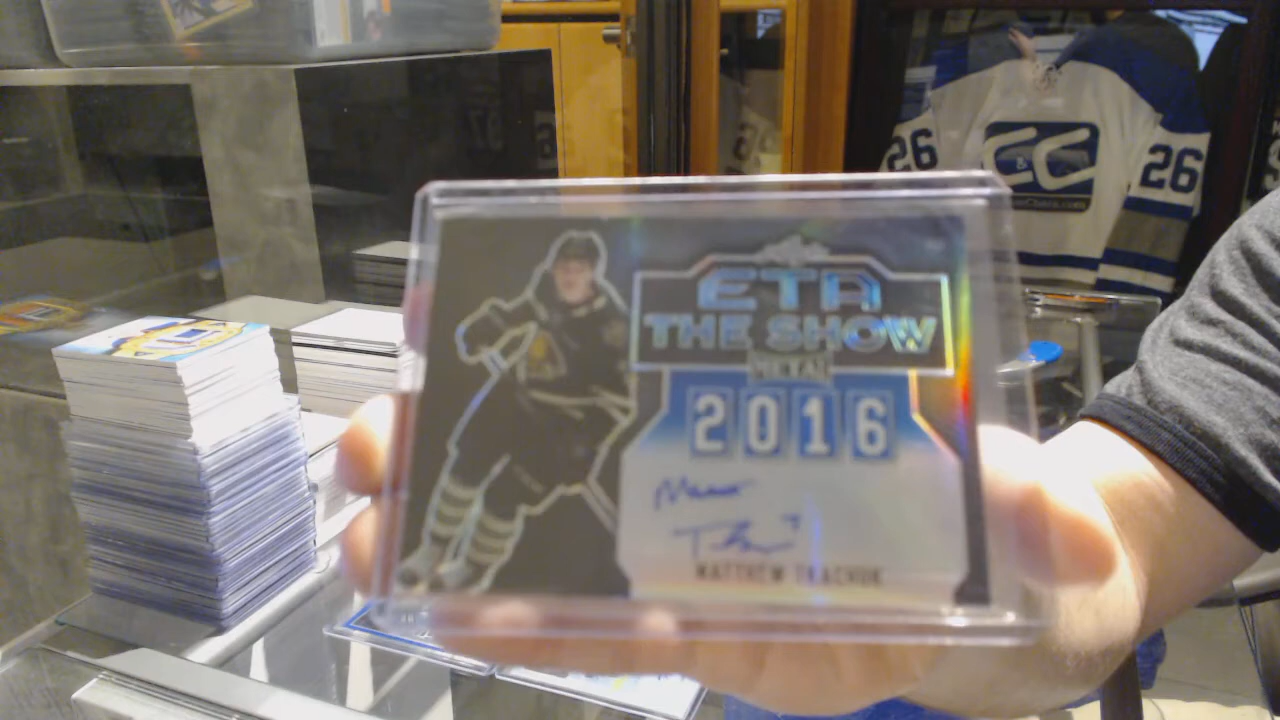 ETA
THE SHOW
METAL
2016
MATTHEW TKACHUK
26
C&C
26